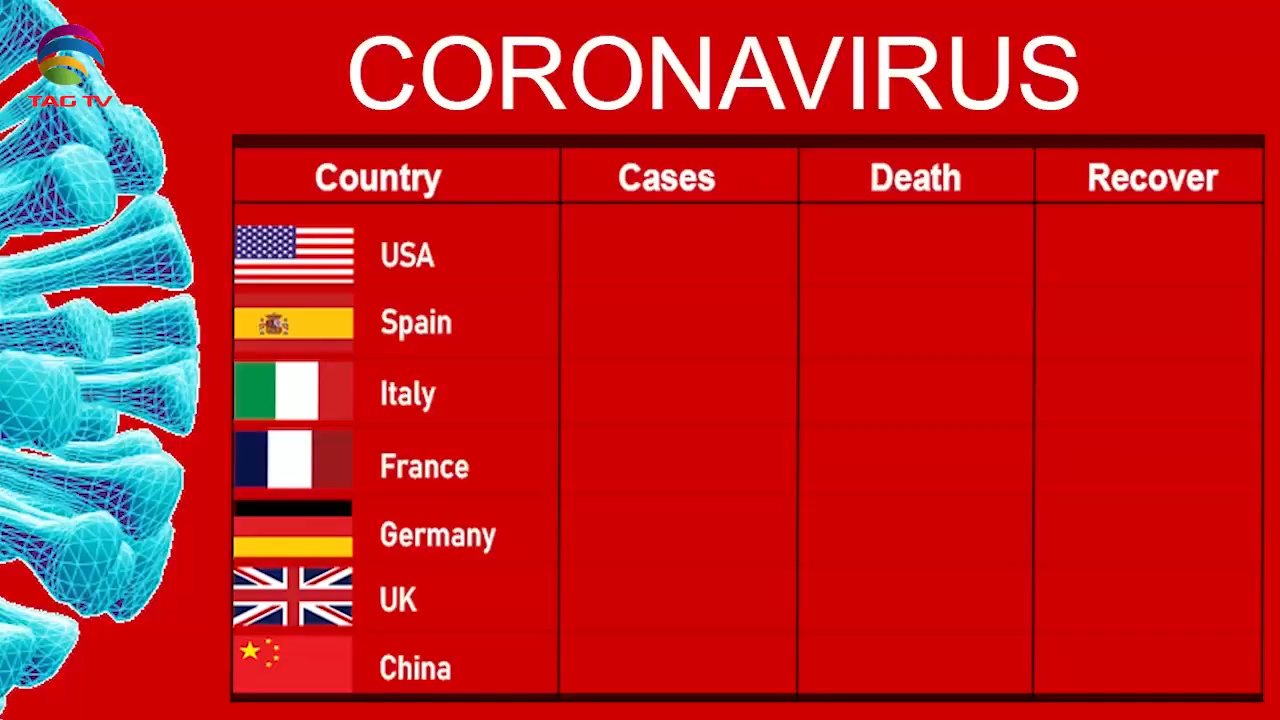 TAG TV
CORONAVIRUS
Country Cases Death Recover
USA
Spain
Italy
France
Germany
UK
China